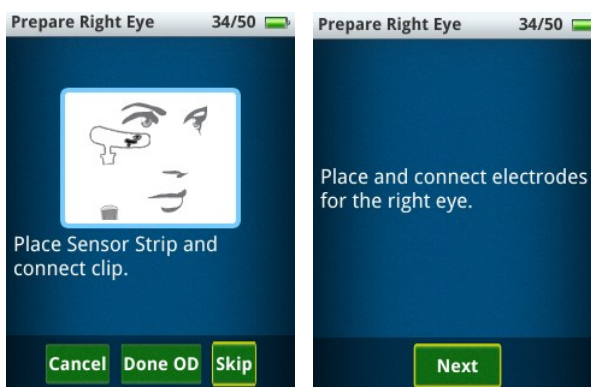 Prepare Right Eye 34/50
Place Sensor Strip and
connect clip.
Cancel Done OD Skip
Prepare Right Eye 34/50
Place and connect electrodes
for the right eye.
Next